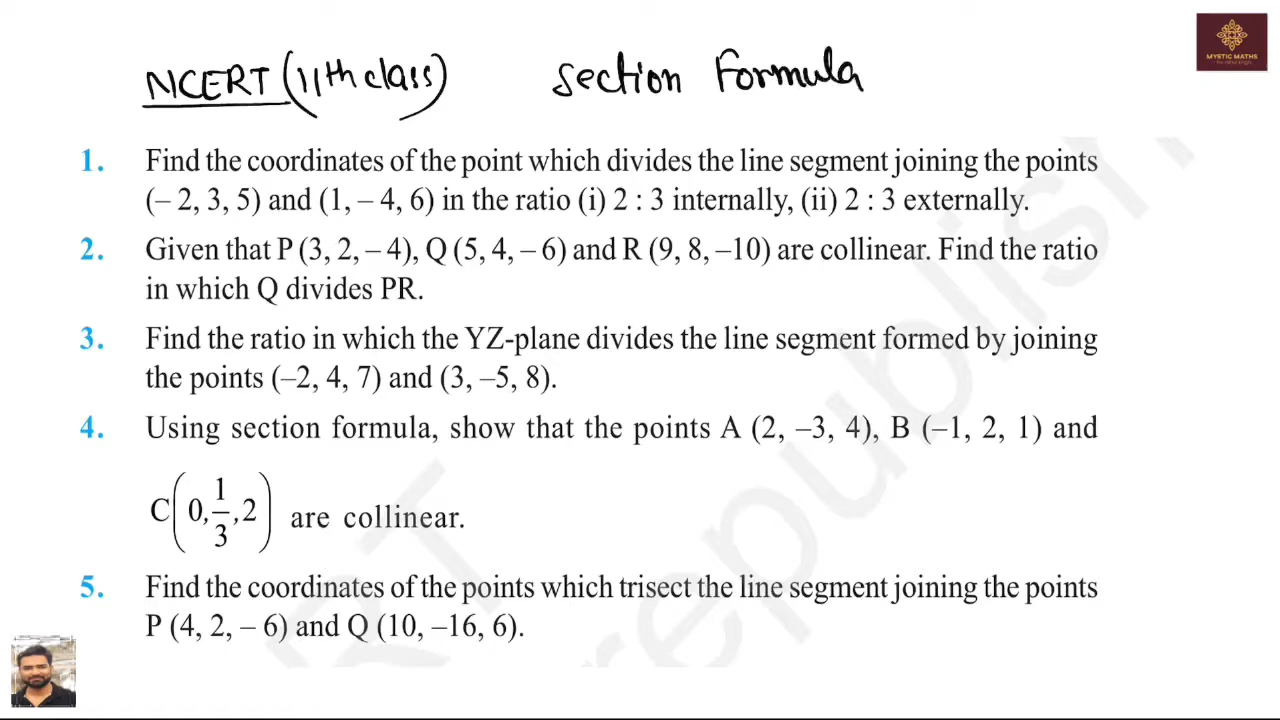 NCERT (11th class) Section Formula
MYSTIC MATHS
1. Find the coordinates of the point which divides the line segment joining the points
(– 2, 3, 5) and (1, – 4, 6) in the ratio (i) 2 : 3 internally, (ii) 2 : 3 externally.
2. Given that P (3, 2, – 4), Q (5, 4, – 6) and R (9, 8, –10) are collinear. Find the ratio
in which Q divides PR.
3. Find the ratio in which the YZ-plane divides the line segment formed by joining
the points (–2, 4, 7) and (3, –5, 8).
4. Using section formula, show that the points A (2, –3, 4), B (–1, 2, 1) and
C(0, 1/3, 2) are collinear.
5. Find the coordinates of the points which trisect the line segment joining the points
P (4, 2, – 6) and Q (10, –16, 6).